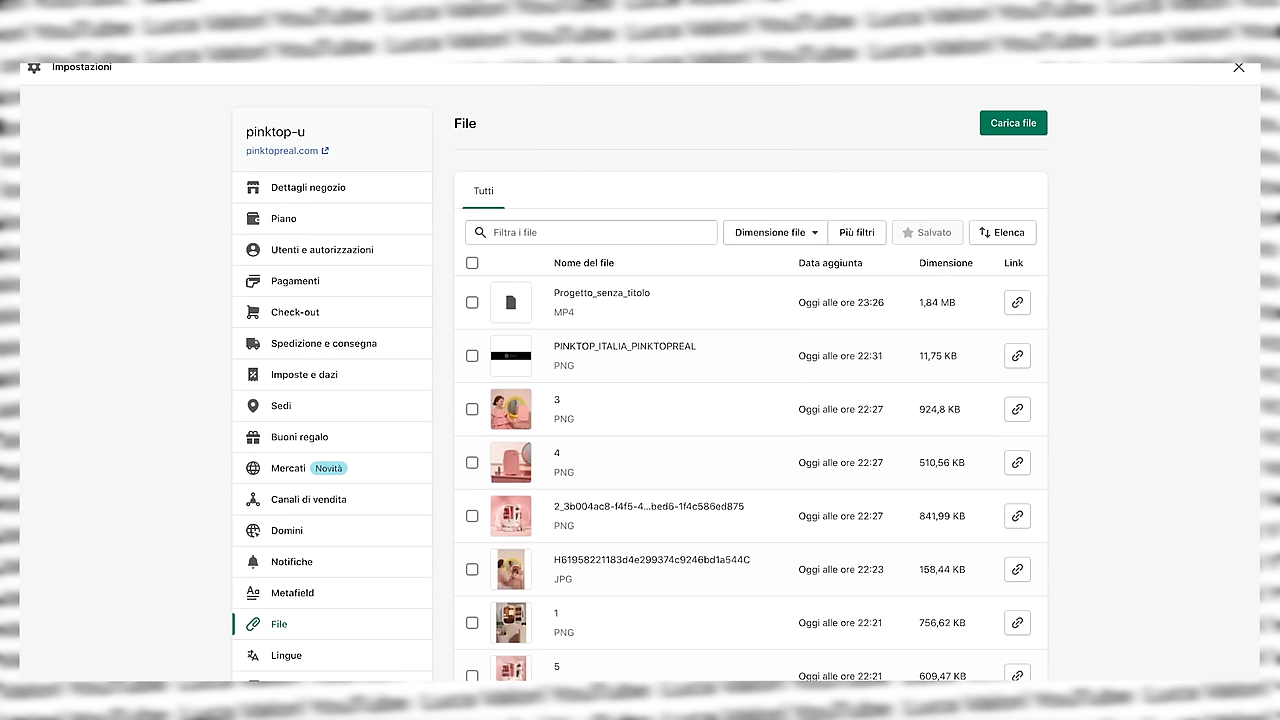 Impostazioni
pinktop-u
pinktopreal.com
Dettagli negozio
Piano
Utenti e autorizzazioni
Pagamenti
Check-out
Spedizione e consegna
Imposte e dazi
Sedi
Buoni regalo
Mercati Novità
Canali di vendita
Domini
Notifiche
Metafield
File
Lingue
File
Carica file
Tutti
Filtra i file
Dimensione file
Più filtri
Salvato
Elenca
Nome del file Data aggiunta Dimensione Link
Progetto_senza_titolo
MP4
Oggi alle ore 23:26 1,84 MB
PINKTOP_ITALIA_PINKTOPREAL
PNG
Oggi alle ore 22:31 11,75 KB
3
PNG
Oggi alle ore 22:27 924,8 KB
4
PNG
Oggi alle ore 22:27 510,56 KB
2_3b004ac8-f4f5-4...bed6-1f4c586ed875
PNG
Oggi alle ore 22:27 841,99 KB
H61958221183d4e299374c9246bd1a544C
JPG
Oggi alle ore 22:23 158,44 KB
1
PNG
Oggi alle ore 22:21 756,62 KB
5
Oggi alle ore 22:21 609,47 KB